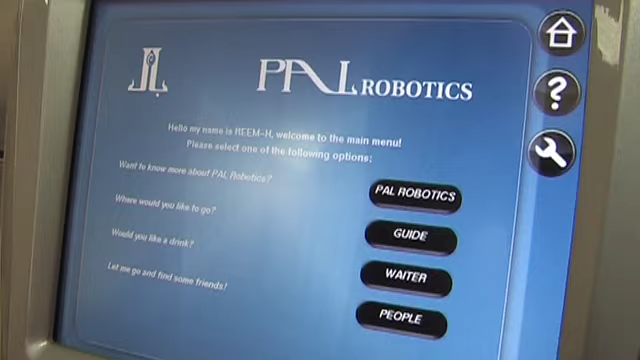 PAL ROBOTICS
Hello my name is REEM-H, welcome to the main menu!
Please select one of the following options:
Want to know more about PAL Robotics?
PAL ROBOTICS
Where would you like to go?
GUIDE
Would you like a drink?
WAITER
Let me go and find some friends!
PEOPLE
?